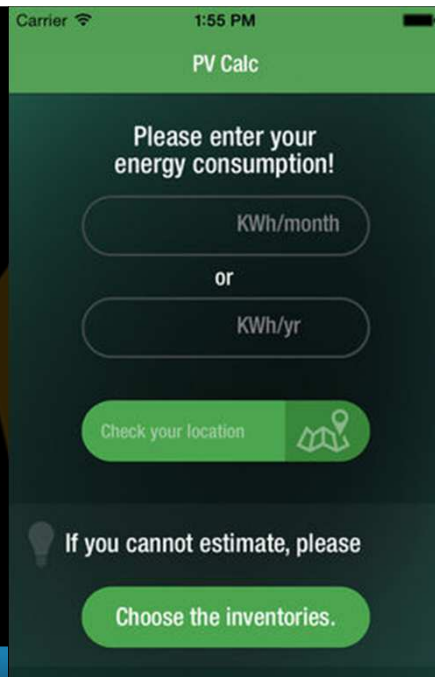 Carrier 1:55 PM
PV Calc
Please enter your
energy consumption!
KWh/month
or
KWh/yr
Check your location
If you cannot estimate, please
Choose the inventories.